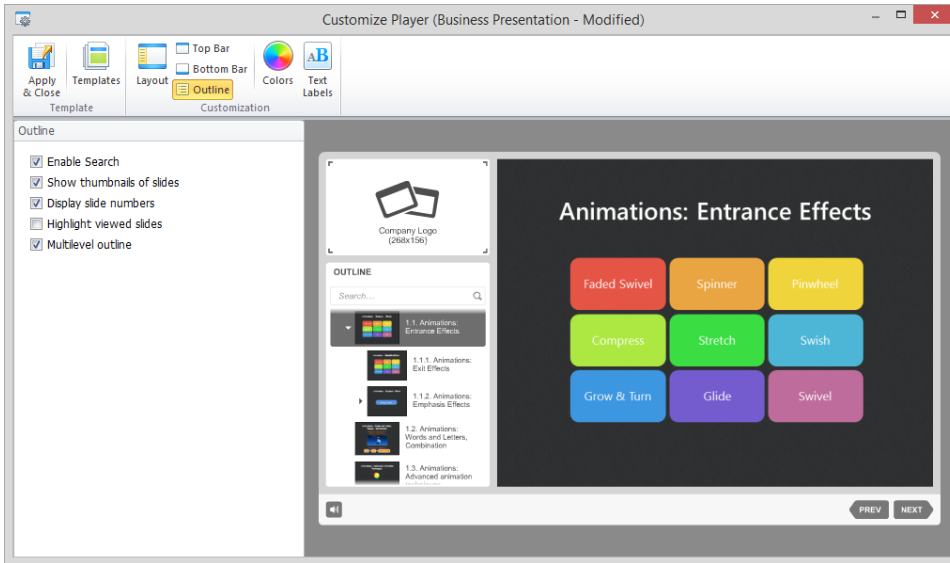 Customize Player (Business Presentation - Modified)
Apply
& Close
Templates
Layout
Top Bar
Bottom Bar
Outline
Colors
AB
Text
Labels
Template
Customization
Outline
Enable Search
Show thumbnails of slides
Display slide numbers
Highlight viewed slides
Multilevel outline
Company Logo
(268x156)
OUTLINE
Search...
1.1. Animations:
Entrance Effects
1.1.1. Animations:
Exit Effects
1.1.2. Animations:
Emphasis Effects
1.2. Animations:
Words and Letters,
Combination
1.3. Animations:
Advanced animation
Animations: Entrance Effects
Faded Swivel
Spinner
Pinwheel
Compress
Stretch
Swish
Grow & Turn
Glide
Swivel
PREV
NEXT